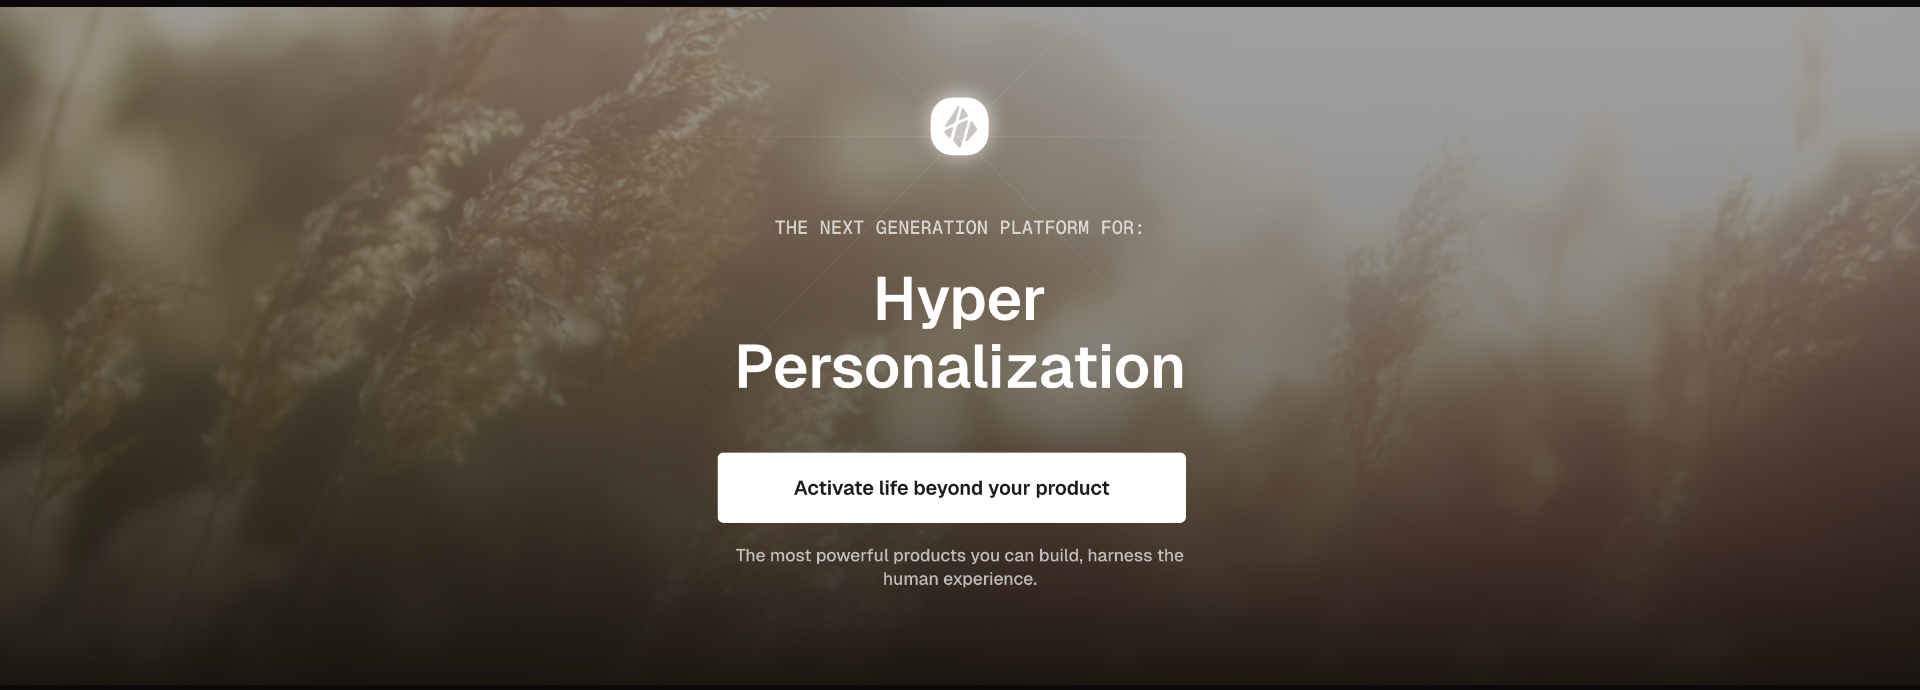 THE NEXT GENERATION PLATFORM FOR:
Hyper
Personalization
Activate life beyond your product
The most powerful products you can build, harness the
human experience.